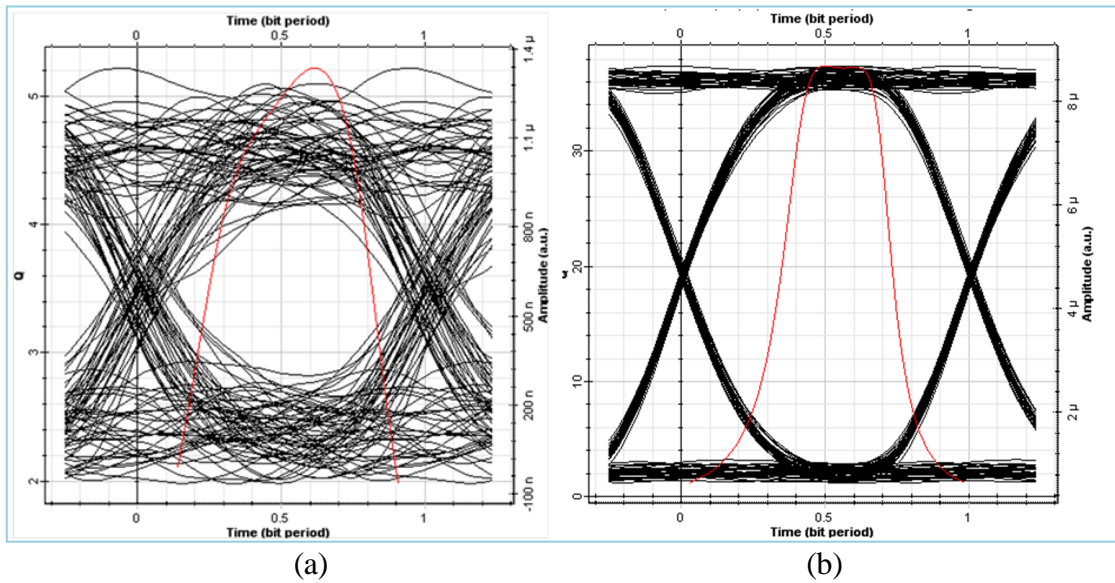 Time (bit period)
0
0.5
1
Q
5
4
3
2
1.4 µ
1.1 µ
800 n
500 n
200 n
-100 n
Amplitude (a.u.)
0
0.5
1
Time (bit period)
Time (bit period)
0
0.5
1
30
20
10
0
8 µ
6 µ
4 µ
2 µ
Amplitude (a.u.)
0
0.5
1
Time (bit period)
(a)
(b)